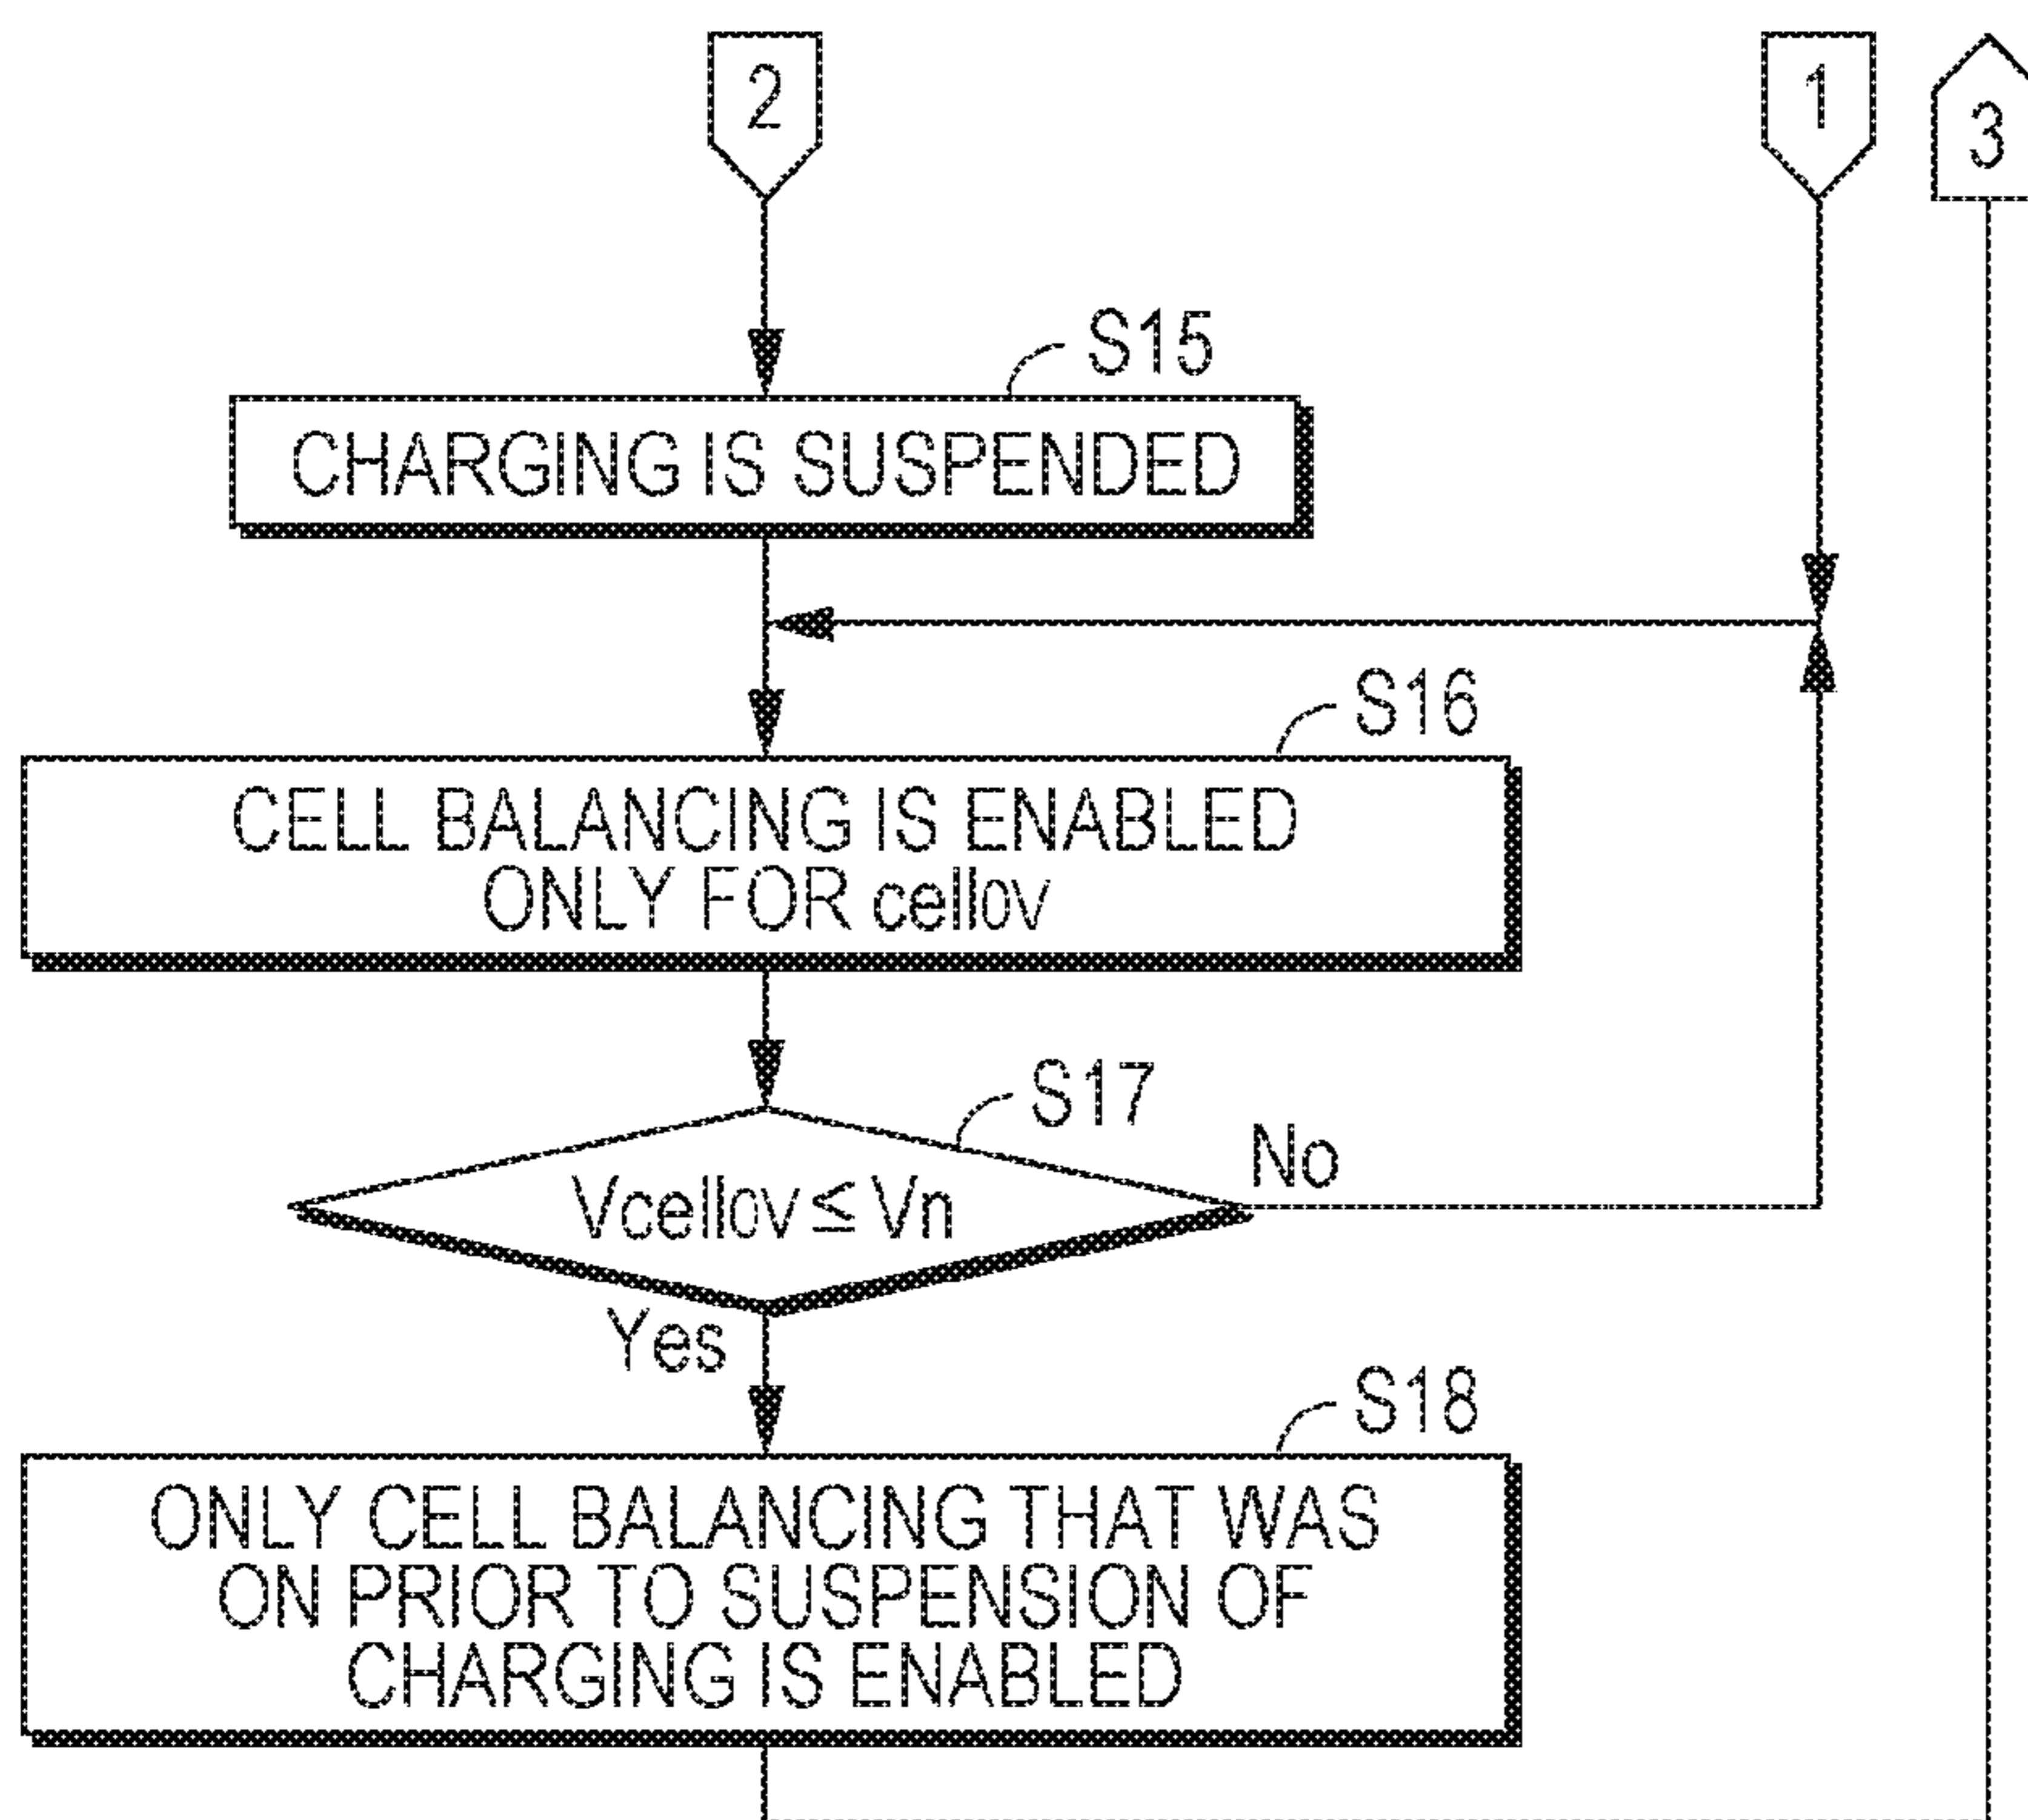 2
1
3
S15
CHARGING IS SUSPENDED
S16
CELL BALANCING IS ENABLED
ONLY FOR cellov
S17
Vcellov ≤ Vn
No
Yes
S18
ONLY CELL BALANCING THAT WAS
ON PRIOR TO SUSPENSION OF
CHARGING IS ENABLED